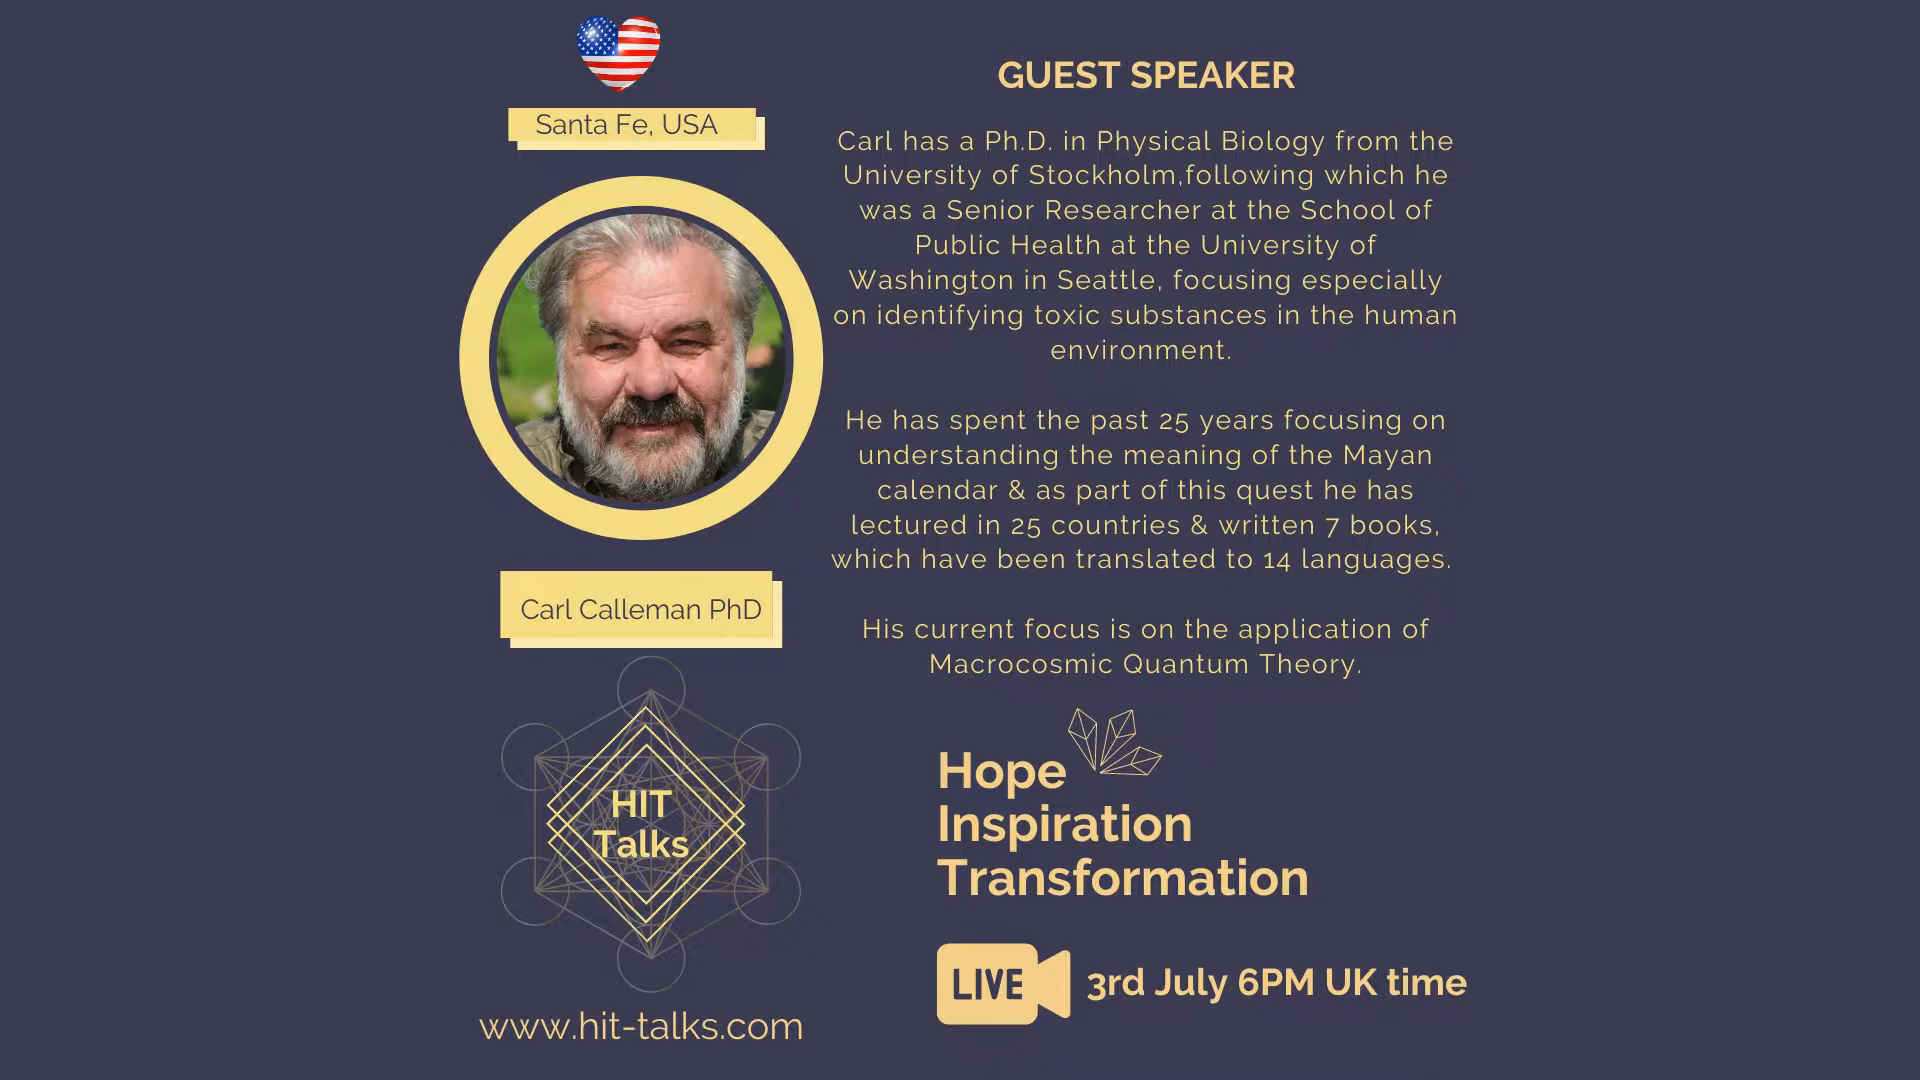 Santa Fe, USA
Carl Calleman PhD
HIT
Talks
www.hit-talks.com
GUEST SPEAKER
Carl has a Ph.D. in Physical Biology from the
University of Stockholm,following which he
was a Senior Researcher at the School of
Public Health at the University of
Washington in Seattle, focusing especially
on identifying toxic substances in the human
environment.
He has spent the past 25 years focusing on
understanding the meaning of the Mayan
calendar & as part of this quest he has
lectured in 25 countries & written 7 books,
which have been translated to 14 languages.
His current focus is on the application of
Macrocosmic Quantum Theory.
Hope
Inspiration
Transformation
LIVE 3rd July 6PM UK time